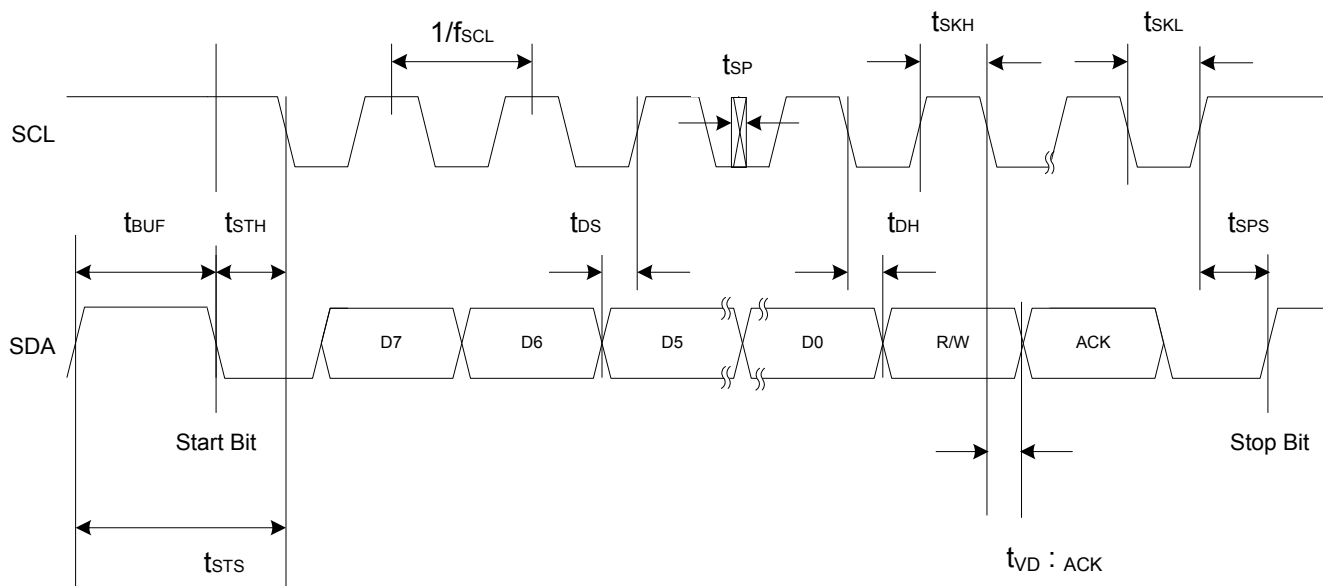 1/fSCL
tSP
tSKH
tSKL
SCL
tBUF
tSTH
tDS
tDH
tSPS
SDA
D7
D6
D5
D0
R/W
ACK
Start Bit
Stop Bit
tSTS
tVD : ACK